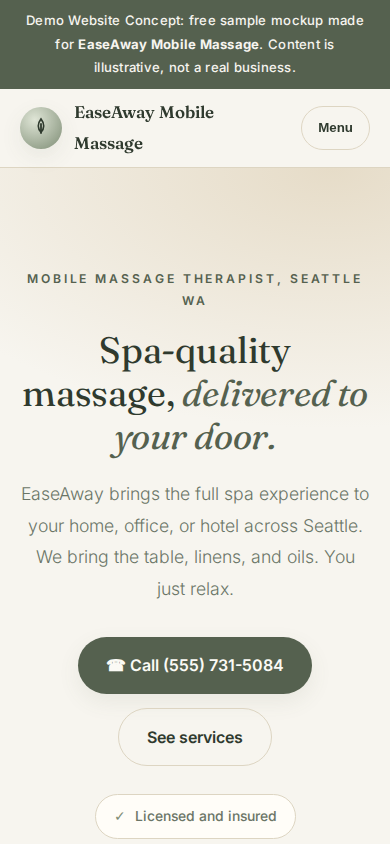 Demo Website Concept: free sample mockup made
for EaseAway Mobile Massage. Content is
illustrative, not a real business.
EaseAway Mobile
Massage
Menu
MOBILE MASSAGE THERAPIST, SEATTLE
WA
Spa-quality
massage, delivered to
your door.
EaseAway brings the full spa experience to
your home, office, or hotel across Seattle.
We bring the table, linens, and oils. You
just relax.
☎ Call (555) 731-5084
See services
✓ Licensed and insured